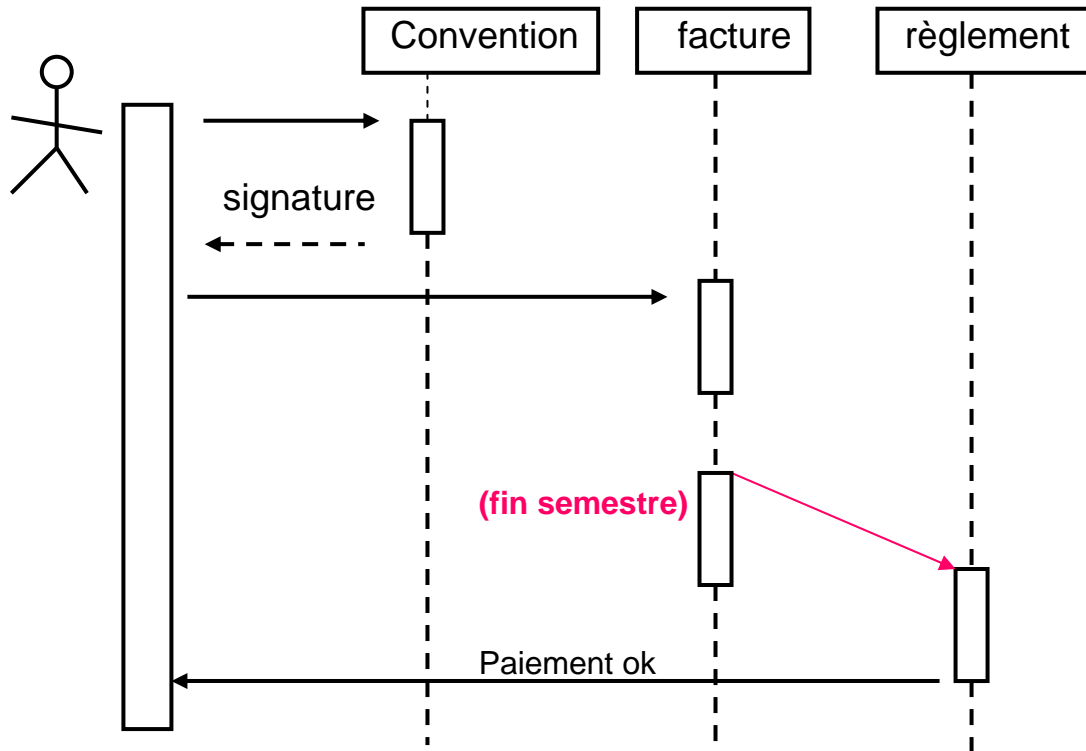 Convention
facture
règlement
signature
(fin semestre)
Paiement ok